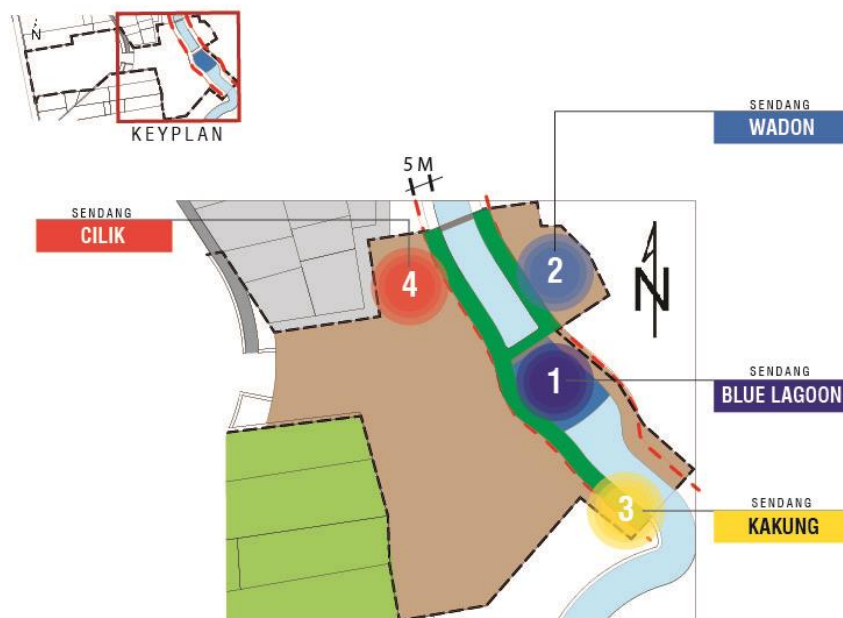 N
KEYPLAN
SENDANG
WADON
5 M
SENDANG
CILIK
N
4
2
1
SENDANG
BLUE LAGOON
3
SENDANG
KAKUNG